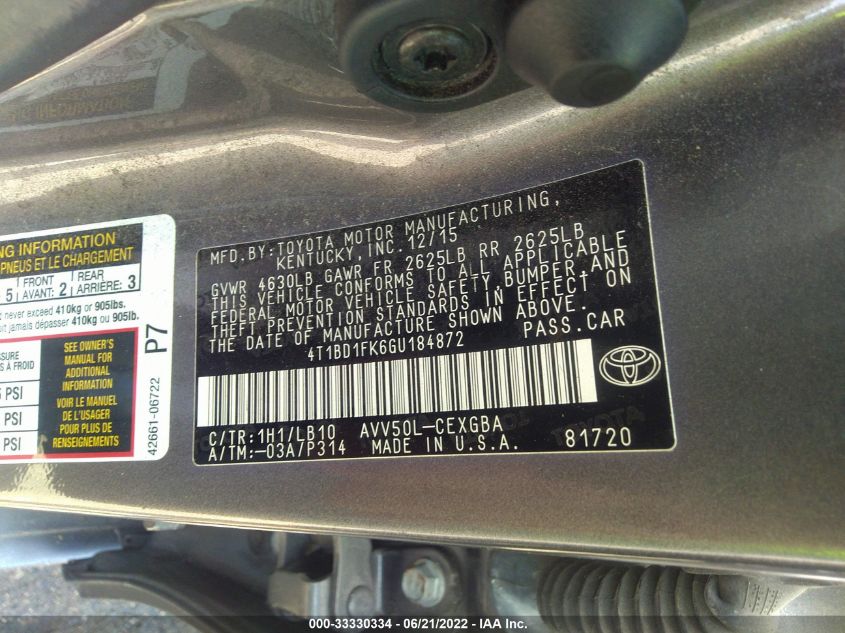 NG INFORMATION
PNEUS ET LE CHARGEMENT
5 FRONT AVANT: 2 REAR ARRIÈRE: 3
never exceed 410kg or 905lbs.
jamais dépasser 410kg ou 905lb.
P7
SEE OWNER'S
MANUAL FOR
ADDITIONAL
INFORMATION
VOIR LE MANUEL
DE L'USAGER
POUR PLUS DE
RENSEIGNEMENTS
À FROID
PSI
PSI
PSI
42661-06722
MFD.BY:TOYOTA MOTOR MANUFACTURING,
KENTUCKY, INC. 12/15
GVWR 4630LB GAWR FR 2625LB RR 2625LB
THIS VEHICLE CONFORMS TO ALL APPLICABLE
FEDERAL MOTOR VEHICLE SAFETY,BUMPER,AND
THEFT PREVENTION STANDARDS IN EFFECT ON
THE DATE OF MANUFACTURE SHOWN ABOVE.
4T1BD1FK6GU184872 PASS.CAR
C/TR:1H1/LB10 AVV50L-CEXGBA
A/TM:-03A/P314 MADE IN U.S.A. 81720
000-33330334 / 06/21/2022 - IAA Inc.